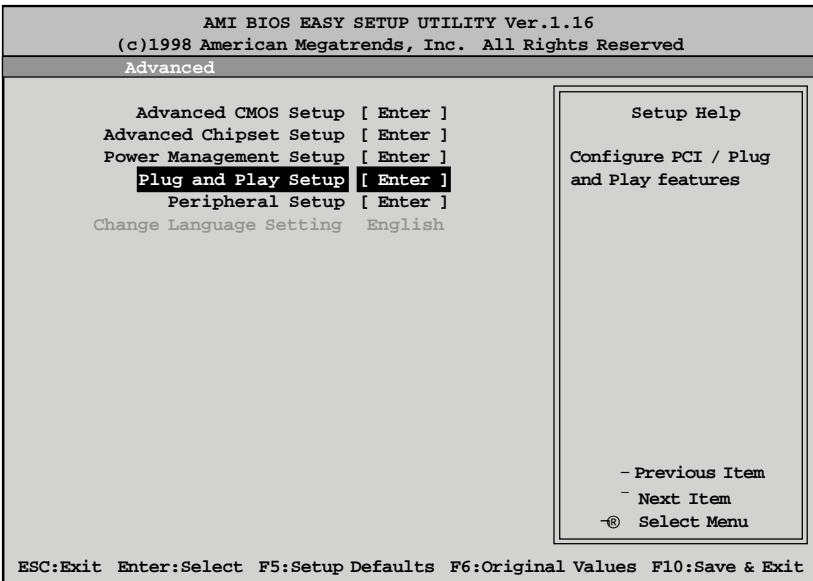 AMI BIOS EASY SETUP UTILITY Ver.1.16
(c)1998 American Megatrends, Inc. All Rights Reserved
Advanced
Advanced CMOS Setup [ Enter ]
Advanced Chipset Setup [ Enter ]
Power Management Setup [ Enter ]
Plug and Play Setup [ Enter ]
Peripheral Setup [ Enter ]
Change Language Setting English
Setup Help
Configure PCI / Plug
and Play features
– Previous Item
¯ Next Item
¬® Select Menu
ESC:Exit Enter:Select F5:Setup Defaults F6:Original Values F10:Save & Exit